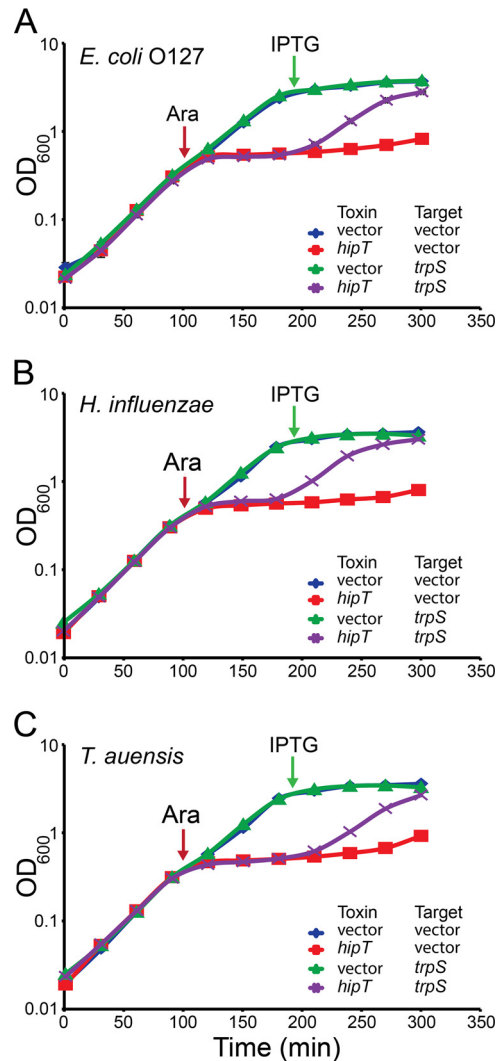 A
E. coli O127
IPTG
Ara
OD600
10
1
0.1
0.01
0 50 100 150 200 250 300 350
Toxin Target
vector vector
hipT vector
vector trpS
hipT trpS
B
H. influenzae
IPTG
Ara
OD600
10
1
0.1
0.01
0 50 100 150 200 250 300 350
Toxin Target
vector vector
hipT vector
vector trpS
hipT trpS
C
T. auensis
IPTG
Ara
OD600
10
1
0.1
0.01
0 50 100 150 200 250 300 350
Toxin Target
vector vector
hipT vector
vector trpS
hipT trpS
Time (min)